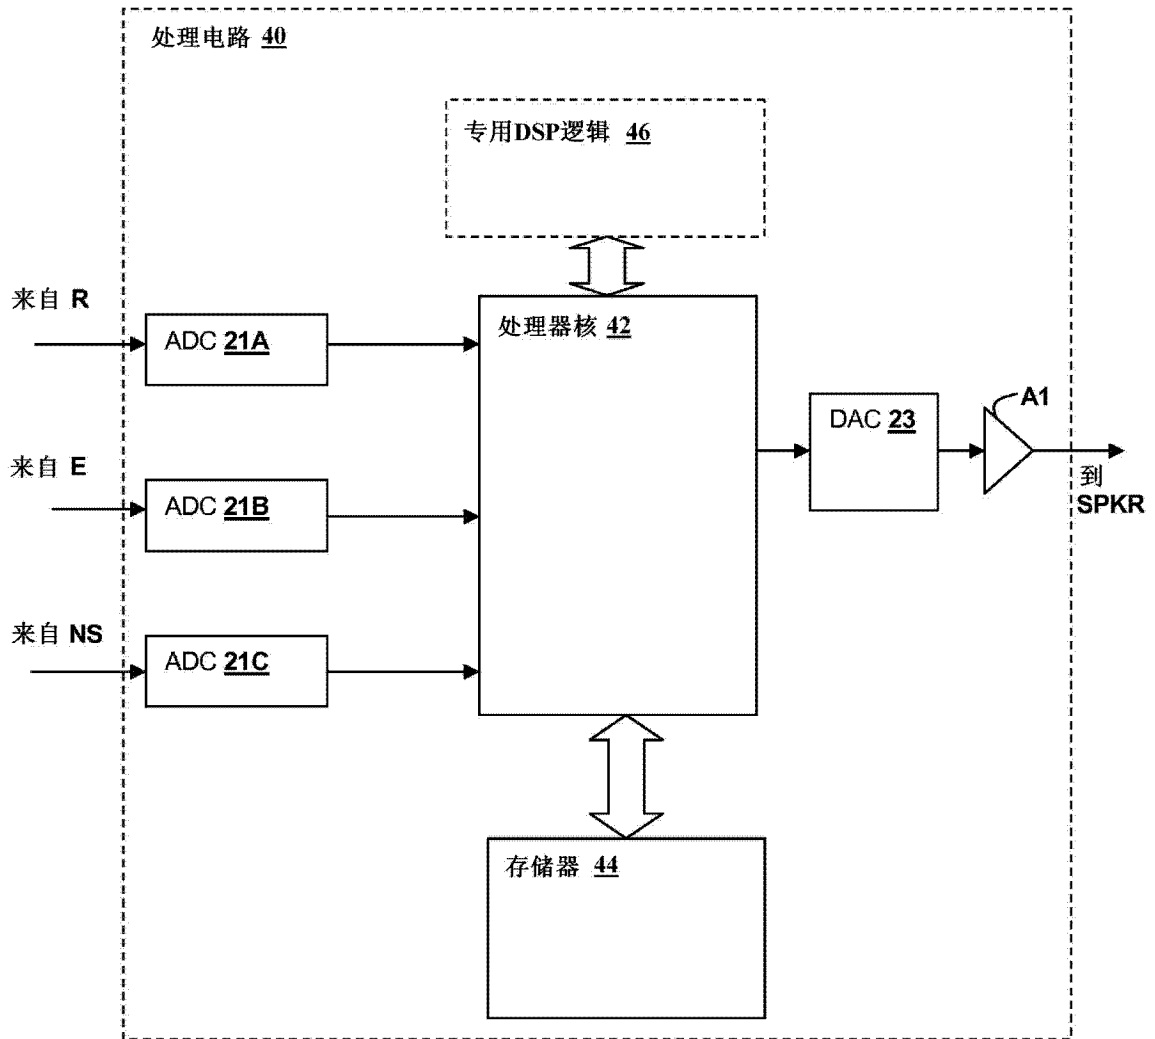 处理电路 40
专用DSP逻辑 46
来自 R
ADC 21A
处理器核 42
A1
DAC 23
来自 E
ADC 21B
到
SPKR
来自 NS
ADC 21C
存储器 44